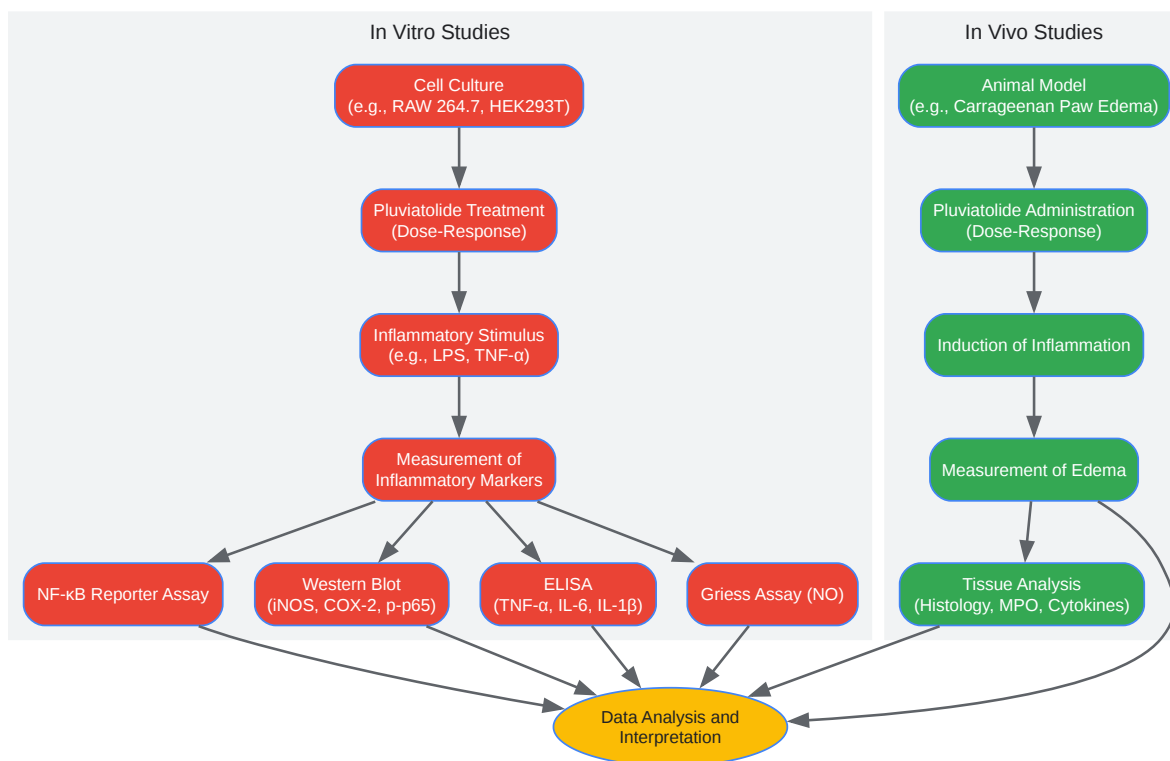 In Vitro Studies
Cell Culture
(e.g., RAW 264.7, HEK293T)
Pluviatolide Treatment
(Dose-Response)
Inflammatory Stimulus
(e.g., LPS, TNF-α)
Measurement of
Inflammatory Markers
NF-κB Reporter Assay
Western Blot
(iNOS, COX-2, p-p65)
ELISA
(TNF-α, IL-6, IL-1β)
Griess Assay (NO)
In Vivo Studies
Animal Model
(e.g., Carrageenan Paw Edema)
Pluviatolide Administration
(Dose-Response)
Induction of Inflammation
Measurement of Edema
Tissue Analysis
(Histology, MPO, Cytokines)
Data Analysis and
Interpretation